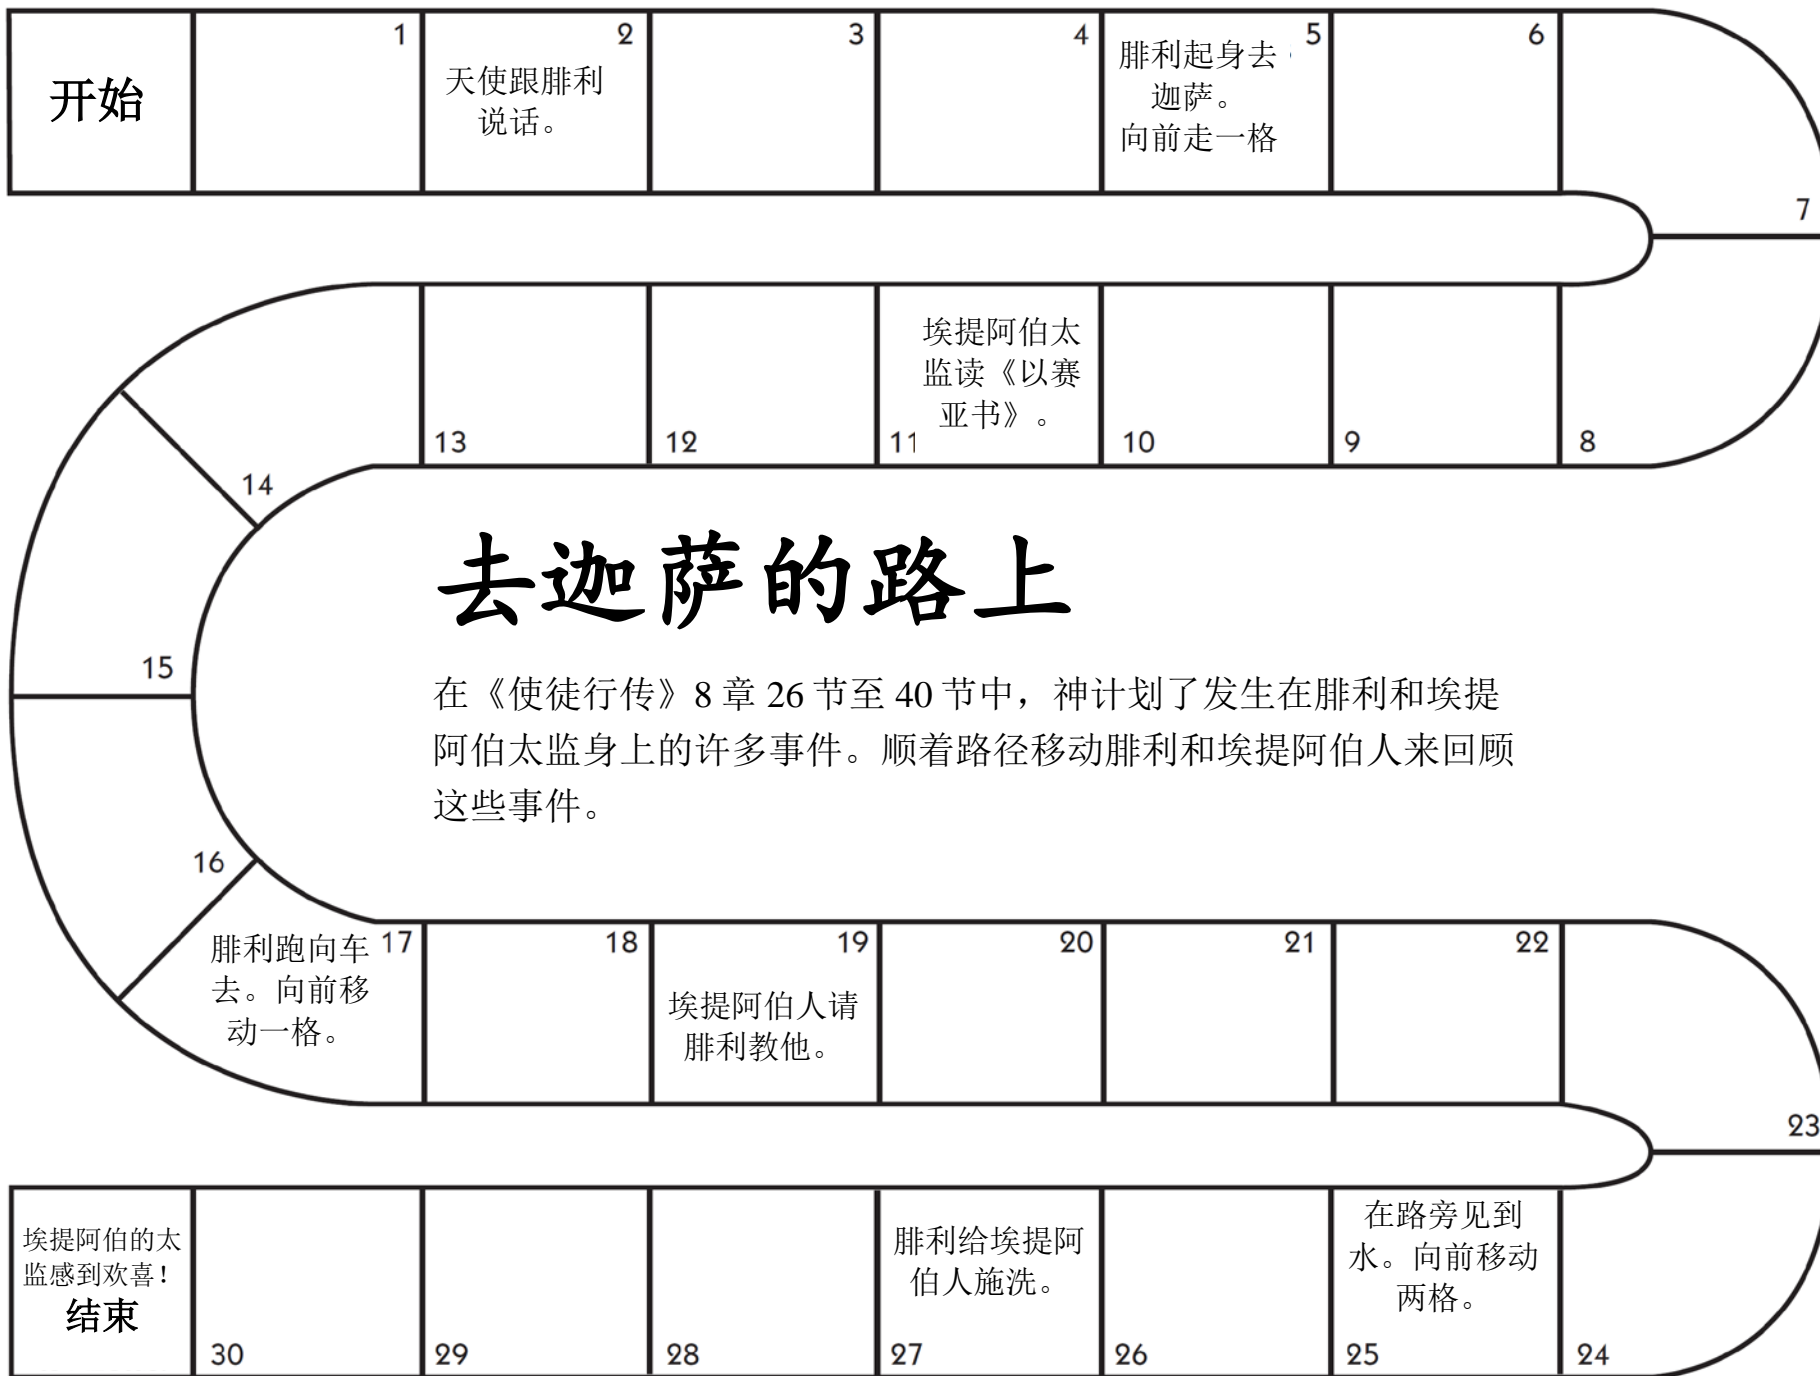 开始
1
2
天使跟腓利
说话。
3
4
5
腓利起身去
迦萨。
向前走一格
6
7
8
9
10
11
埃提阿伯太
监读《以赛
亚书》。
12
13
14
去迦萨的路上
在《使徒行传》8 章 26 节至 40 节中，神计划了发生在腓利和埃提
阿伯太监身上的许多事件。顺着路径移动腓利和埃提阿伯人来回顾
这些事件。
15
16
17
腓利跑向车
去。向前移
动一格。
18
19
埃提阿伯人请
腓利教他。
20
21
22
23
24
25
在路旁见到
水。向前移动
两格。
26
27
腓利给埃提阿
伯人施洗。
28
29
30
埃提阿伯的太
监感到欢喜！
结束